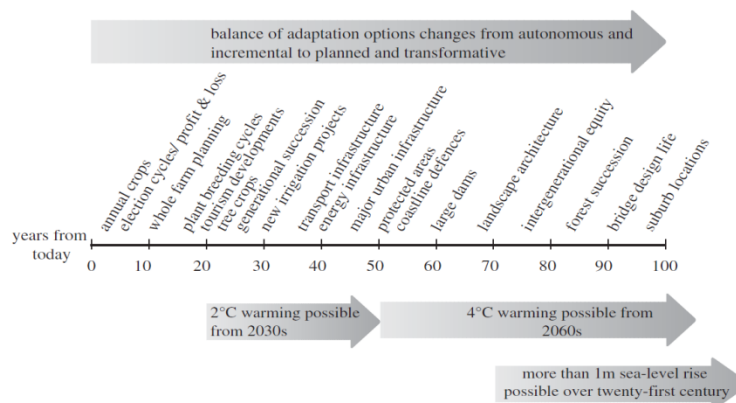 balance of adaptation options changes from autonomous and
incremental to planned and transformative
annual crops
election cycles/ profit & loss
whole farm planning
plant breeding cycles
tourism developments
tree crops
generational succession
new irrigation projects
transport infrastructure
energy infrastructure
major urban infrastructure
protected areas
coastline defences
large dams
landscape architecture
intergenerational equity
forest succession
bridge design life
suburb locations
years from
today
0 10 20 30 40 50 60 70 80 90 100
2°C warming possible
from 2030s
4°C warming possible from
2060s
more than 1m sea-level rise
possible over twenty-first century